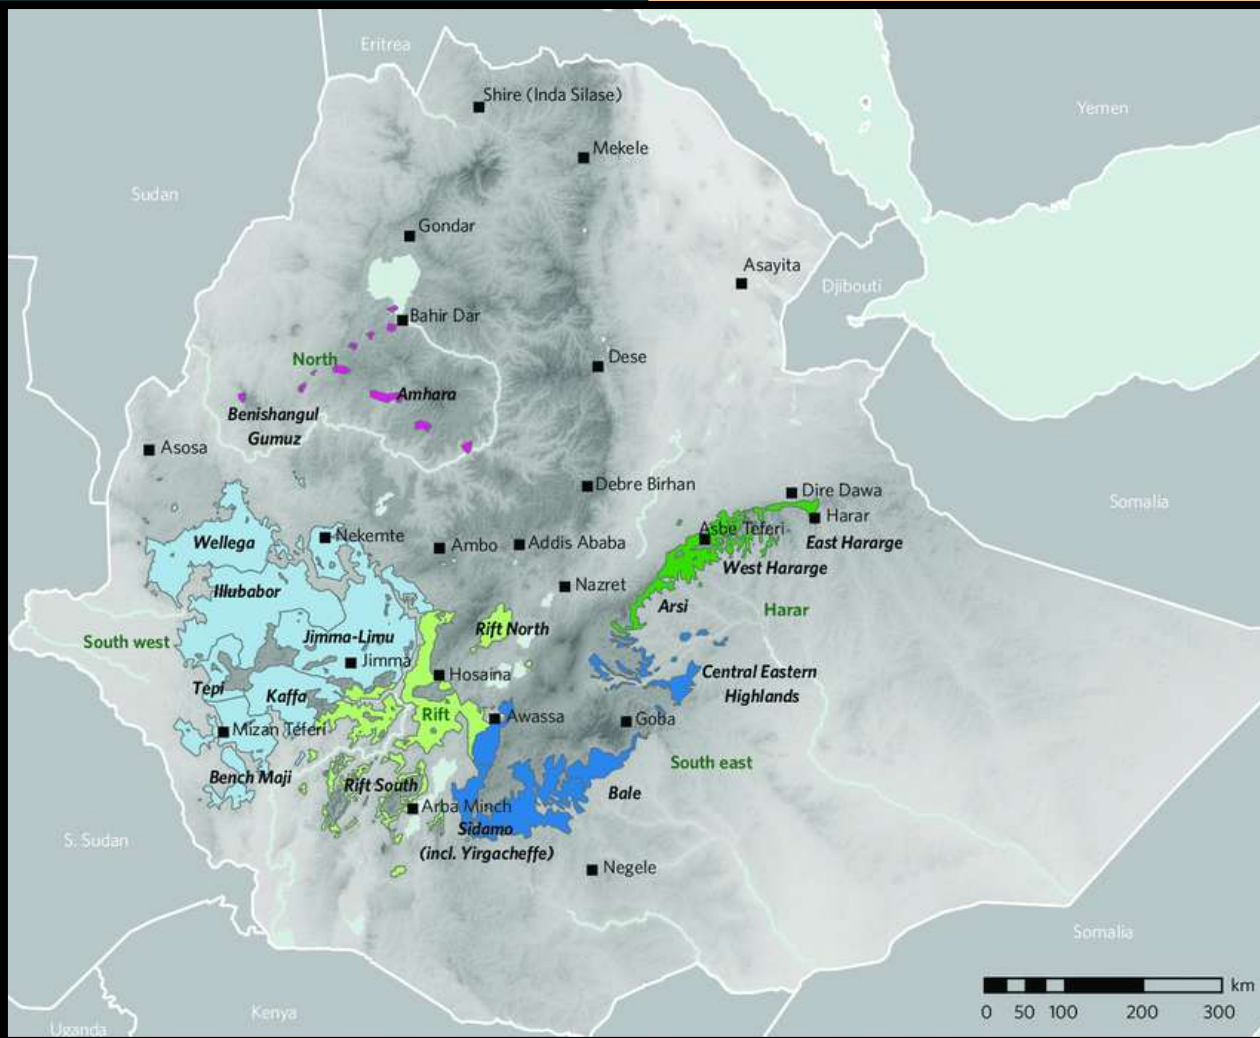 Eritrea
Shire (Inda Silase)
Yemen
Mekele
Sudan
Gondar
Asayita
Djibouti
Bahir Dar
North
Dese
Amhara
Benishangul
Gumuz
Asosa
Debre Birhan
Dire Dawa
Somalia
Harar
Asbe Teferi
Nekemte
Wellega
Ambo
Addis Ababa
East Hararge
West Hararge
Nazret
Illubabor
Arsi
Harar
Rift North
Jimma-Limu
South west
Jimma
Hosaina
Central Eastern
Highlands
Tepi
Kaffa
Rift
Awassa
Goba
Mizan Teferi
South east
Bench Maji
Rift South
Bale
Arba Minch
Sidamo
(incl. Yirgacheffe)
S. Sudan
Negele
Somalia
km
0 50 100 200 300
Kenya
Uganda